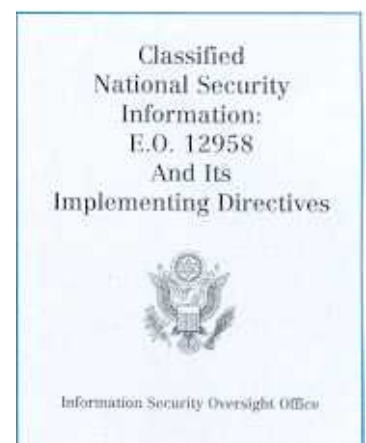 Classified
National Security
Information:
E.O. 12958
And Its
Implementing Directives
Information Security Oversight Office